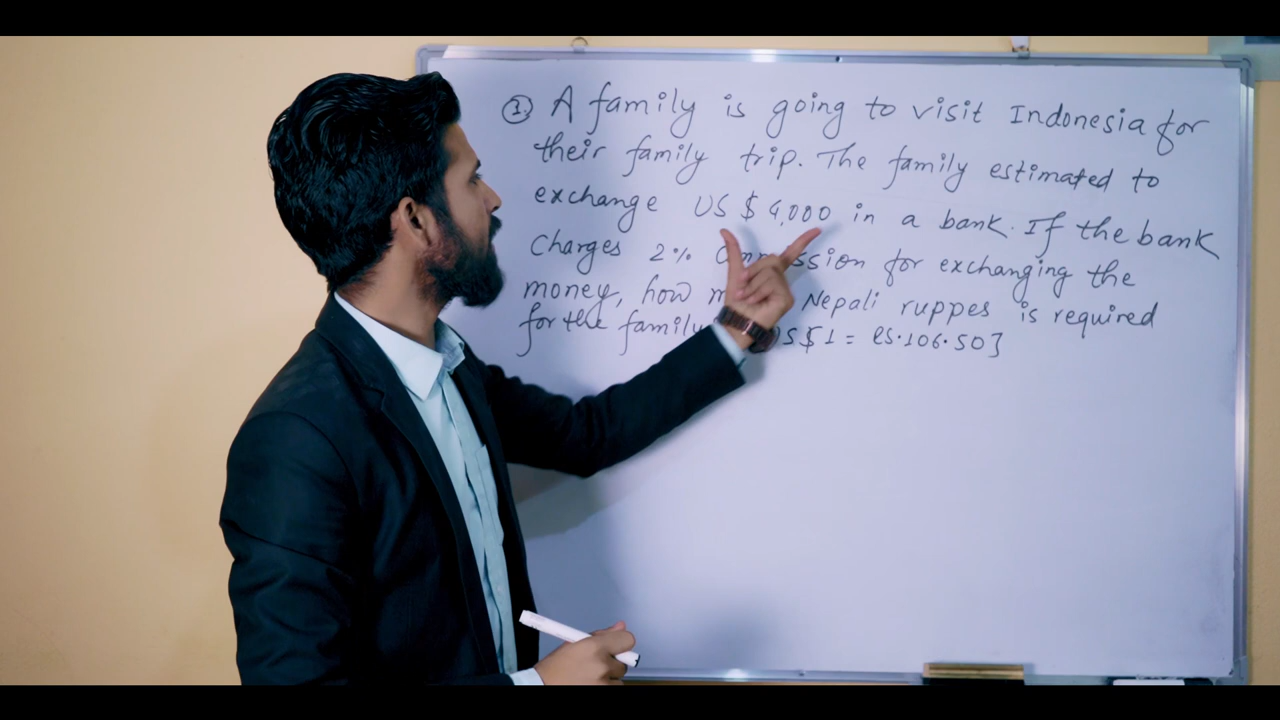 ①. A family is going to visit Indonesia for
their family trip. The family estimated to
exchange US $ 4,000 in a bank. If the bank
Charges 2% ssion for exchanging the
money, how Nepali ruppes is required
for the family S $1 = RS.106.50]